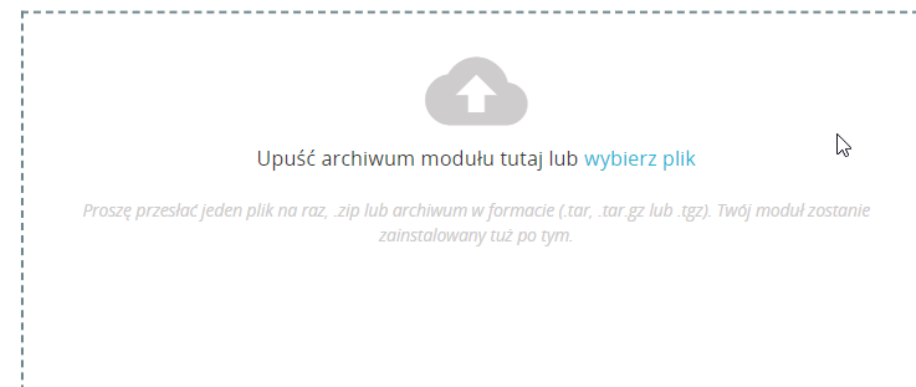 Upuść archiwum modułu tutaj lub wybierz plik
Proszę przesłać jeden plik na raz, .zip lub archiwum w formacie (.tar, .tar.gz lub .tgz). Twój moduł zostanie
zainstalowany tuż po tym.